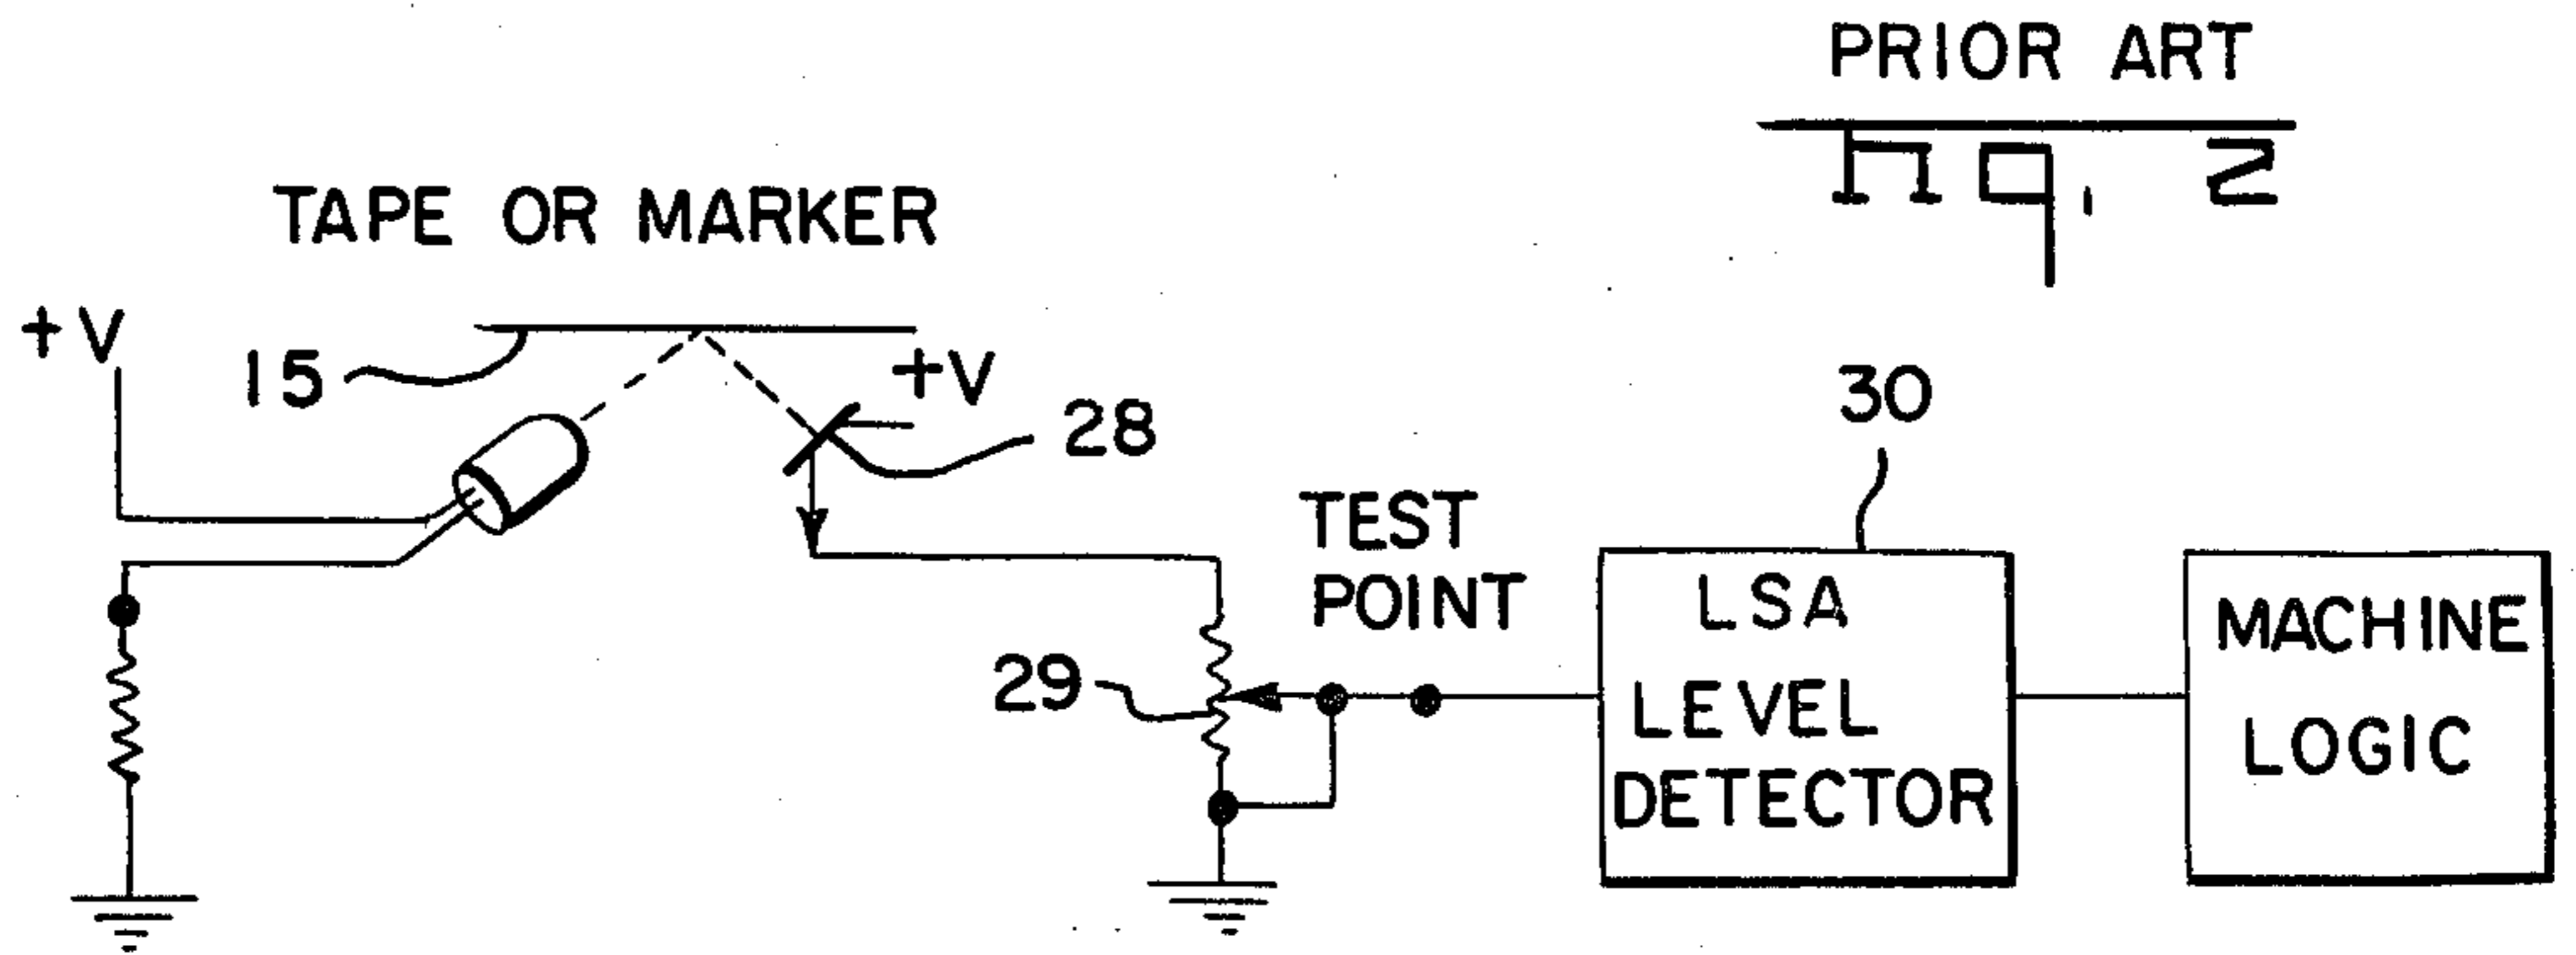 PRIOR ART
Fig. 2
TAPE OR MARKER
+V
15
+V
28
30
TEST
POINT
29
LSA
LEVEL
DETECTOR
MACHINE
LOGIC